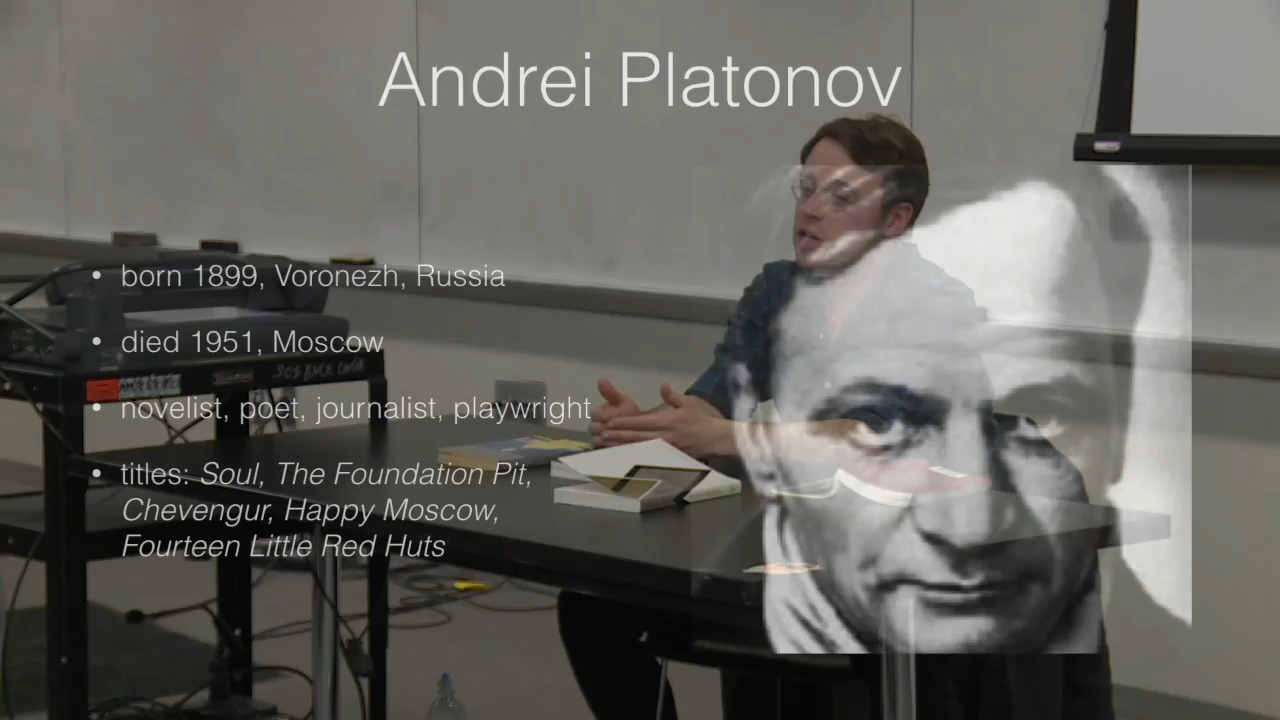 Andrei Platonov
• born 1899, Voronezh, Russia
• died 1951, Moscow
• novelist, poet, journalist, playwright
• titles: Soul, The Foundation Pit,
Chevengur, Happy Moscow,
Fourteen Little Red Huts